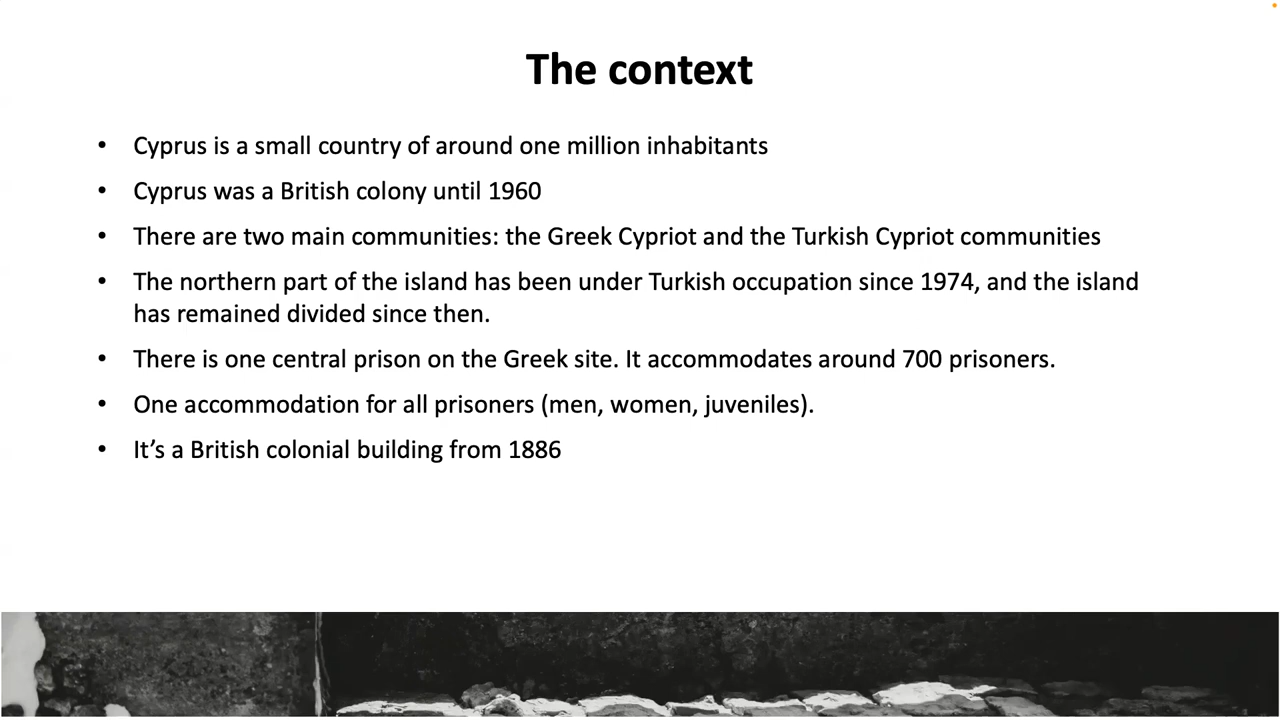 The context
• Cyprus is a small country of around one million inhabitants
• Cyprus was a British colony until 1960
• There are two main communities: the Greek Cypriot and the Turkish Cypriot communities
• The northern part of the island has been under Turkish occupation since 1974, and the island
has remained divided since then.
• There is one central prison on the Greek site. It accommodates around 700 prisoners.
• One accommodation for all prisoners (men, women, juveniles).
• It’s a British colonial building from 1886